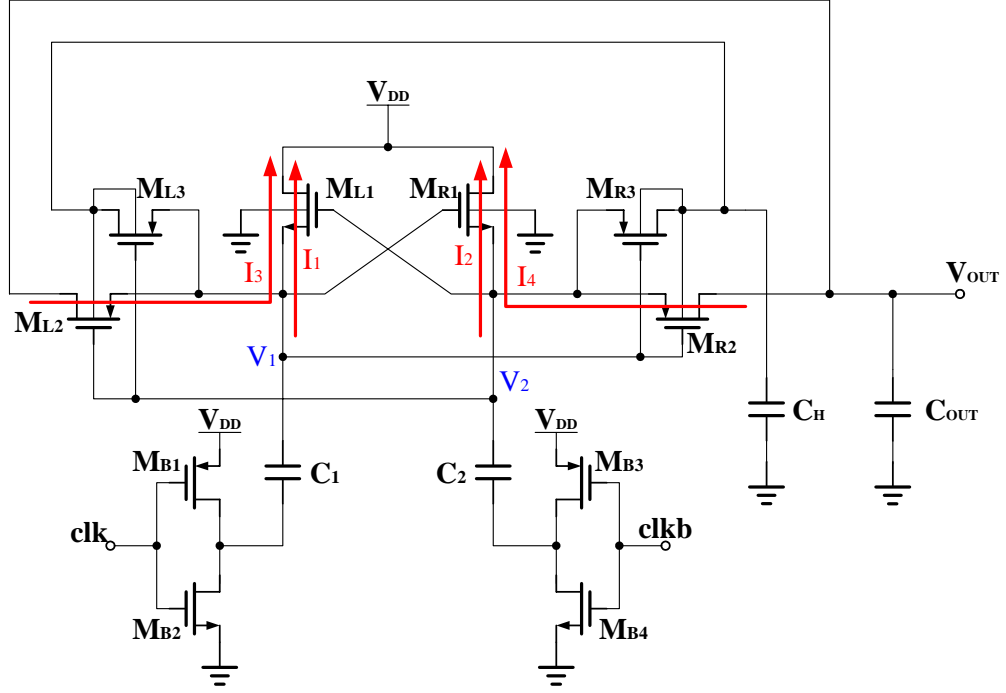 VDD
ML3
ML1
MR1
MR3
I3
I1
I2
I4
VOUT
ML2
MR2
V1
V2
CH
COUT
VDD
VDD
MB1
C1
C2
MB3
clk
clkb
MB2
MB4